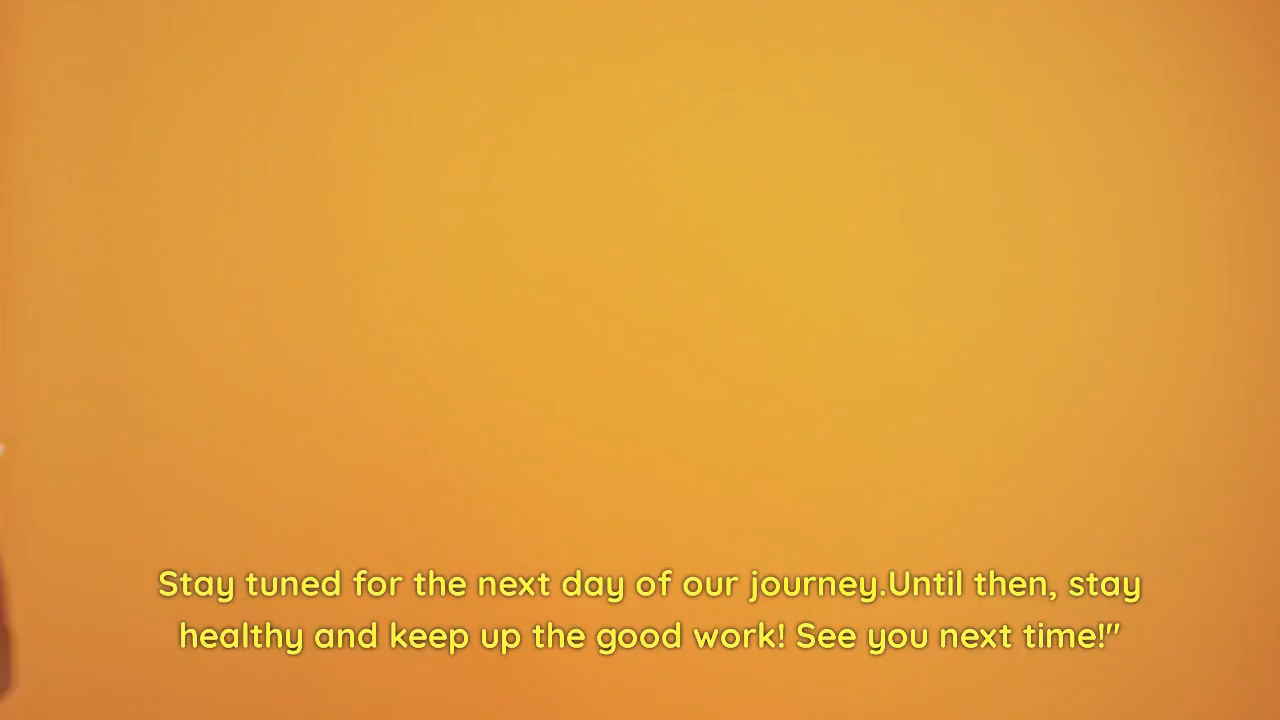 Stay tuned for the next day of our journey.Until then, stay
healthy and keep up the good work! See you next time!"